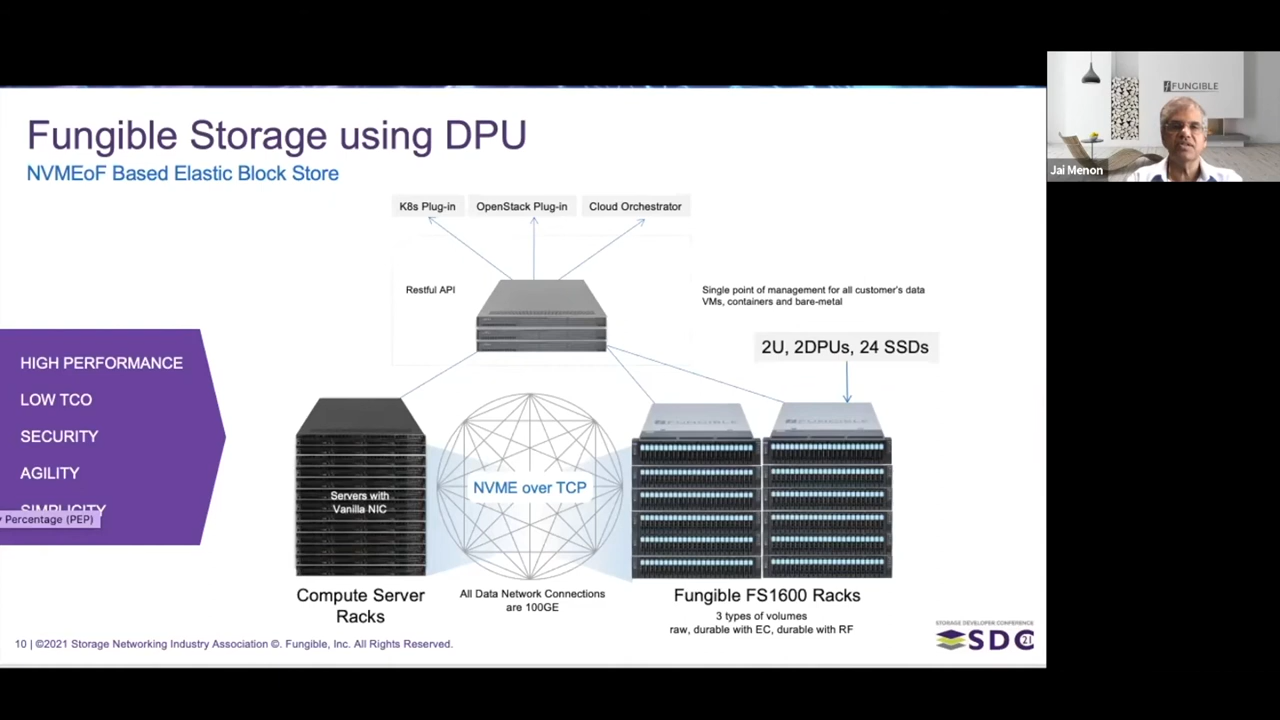 Fungible Storage using DPU
NVMEoF Based Elastic Block Store
K8s Plug-in
OpenStack Plug-in
Cloud Orchestrator
Restful API
Single point of management for all customer's data
VMs, containers and bare-metal
2U, 2DPUs, 24 SSDs
HIGH PERFORMANCE
LOW TCO
SECURITY
AGILITY
SIMPLICITY
Percentage (PEP)
Servers with
Vanilla NIC
NVME over TCP
FUNGIBLE
FUNGIBLE
Compute Server
Racks
All Data Network Connections
are 100GE
Fungible FS1600 Racks
3 types of volumes
raw, durable with EC, durable with RF
10 | ©2021 Storage Networking Industry Association ©. Fungible, Inc. All Rights Reserved.
STORAGE DEVELOPER CONFERENCE
SDC
21
FUNGIBLE
Jai Menon